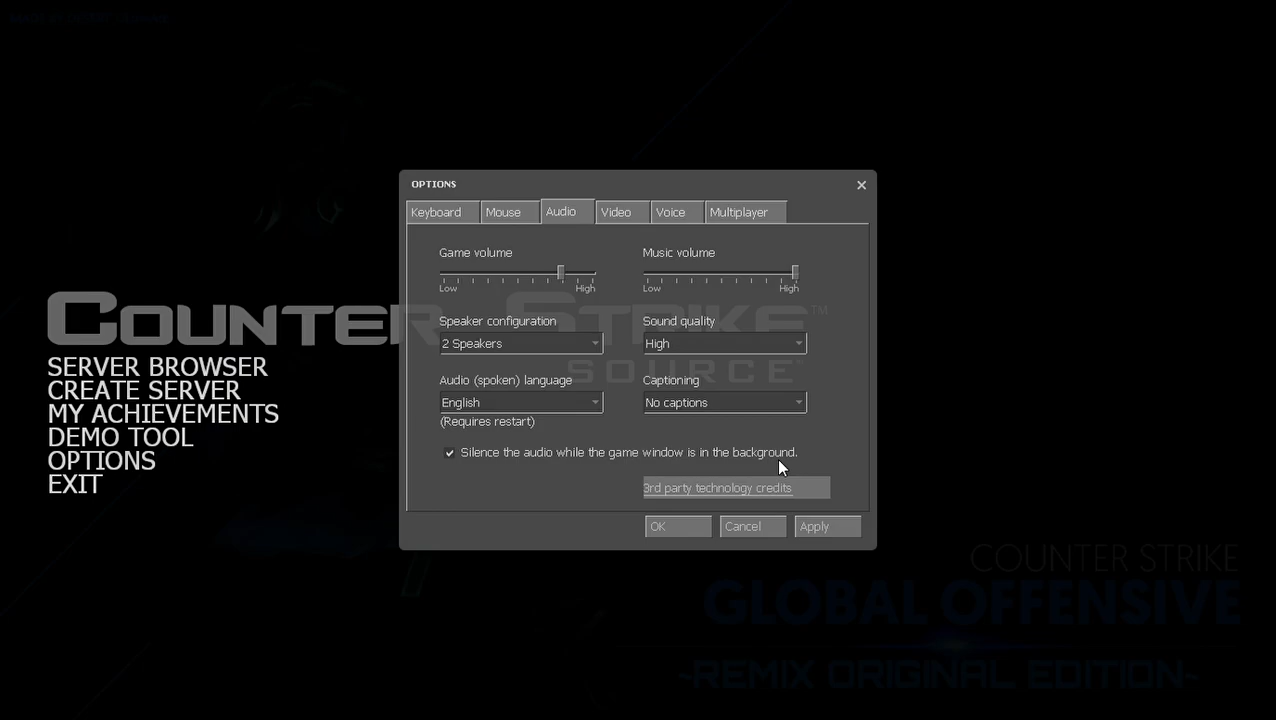 OPTIONS
Keyboard Mouse Audio Video Voice Multiplayer
Game volume
Music volume
Low High
Low High
COUNTER STRIKE™
SOURCE™
Speaker configuration
Sound quality
2 Speakers
High
Audio (spoken) language
Captioning
English
No captions
(Requires restart)
Silence the audio while the game window is in the background.
3rd party technology credits
OK Cancel Apply
SERVER BROWSER
CREATE SERVER
MY ACHIEVEMENTS
DEMO TOOL
OPTIONS
EXIT
COUNTER STRIKE
GLOBAL OFFENSIVE
-REMIX ORIGINAL EDITION-